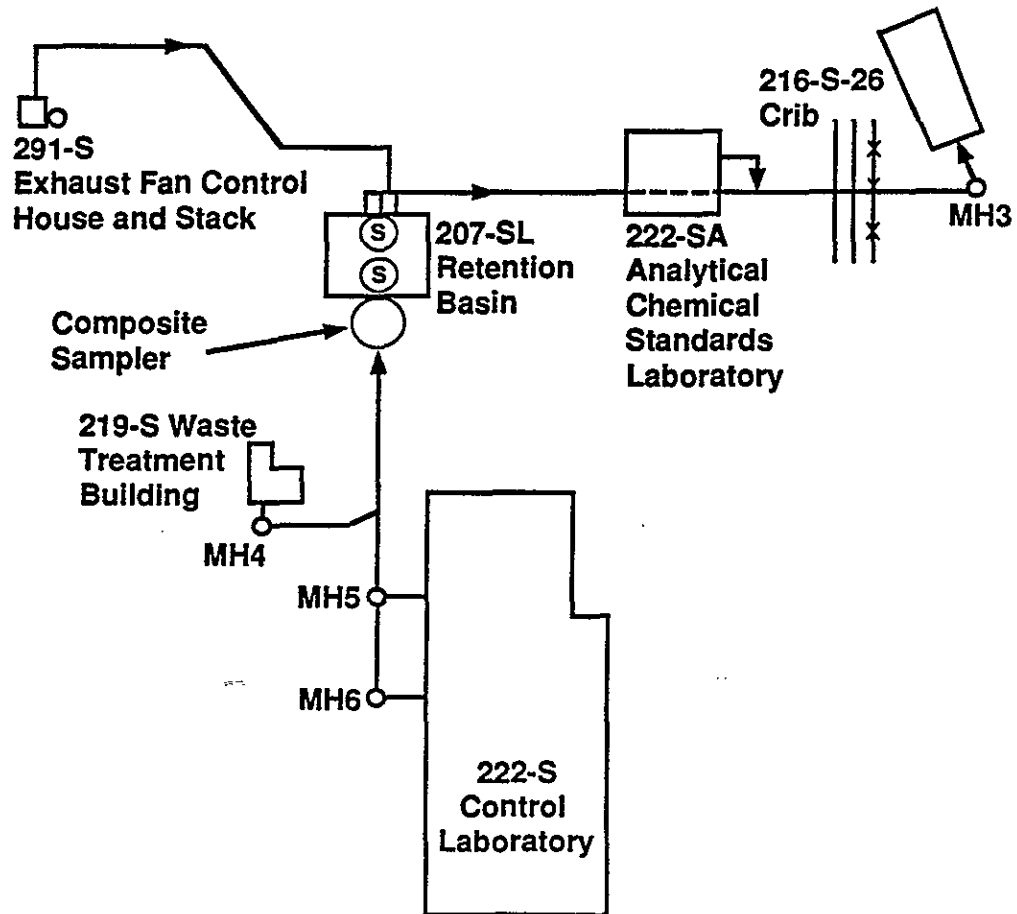 291-S
Exhaust Fan Control
House and Stack
216-S-26
Crib
MH3
S
S
207-SL
Retention
Basin
222-SA
Analytical
Chemical
Standards
Laboratory
Composite
Sampler
219-S Waste
Treatment
Building
MH4
MH5
MH6
222-S
Control
Laboratory